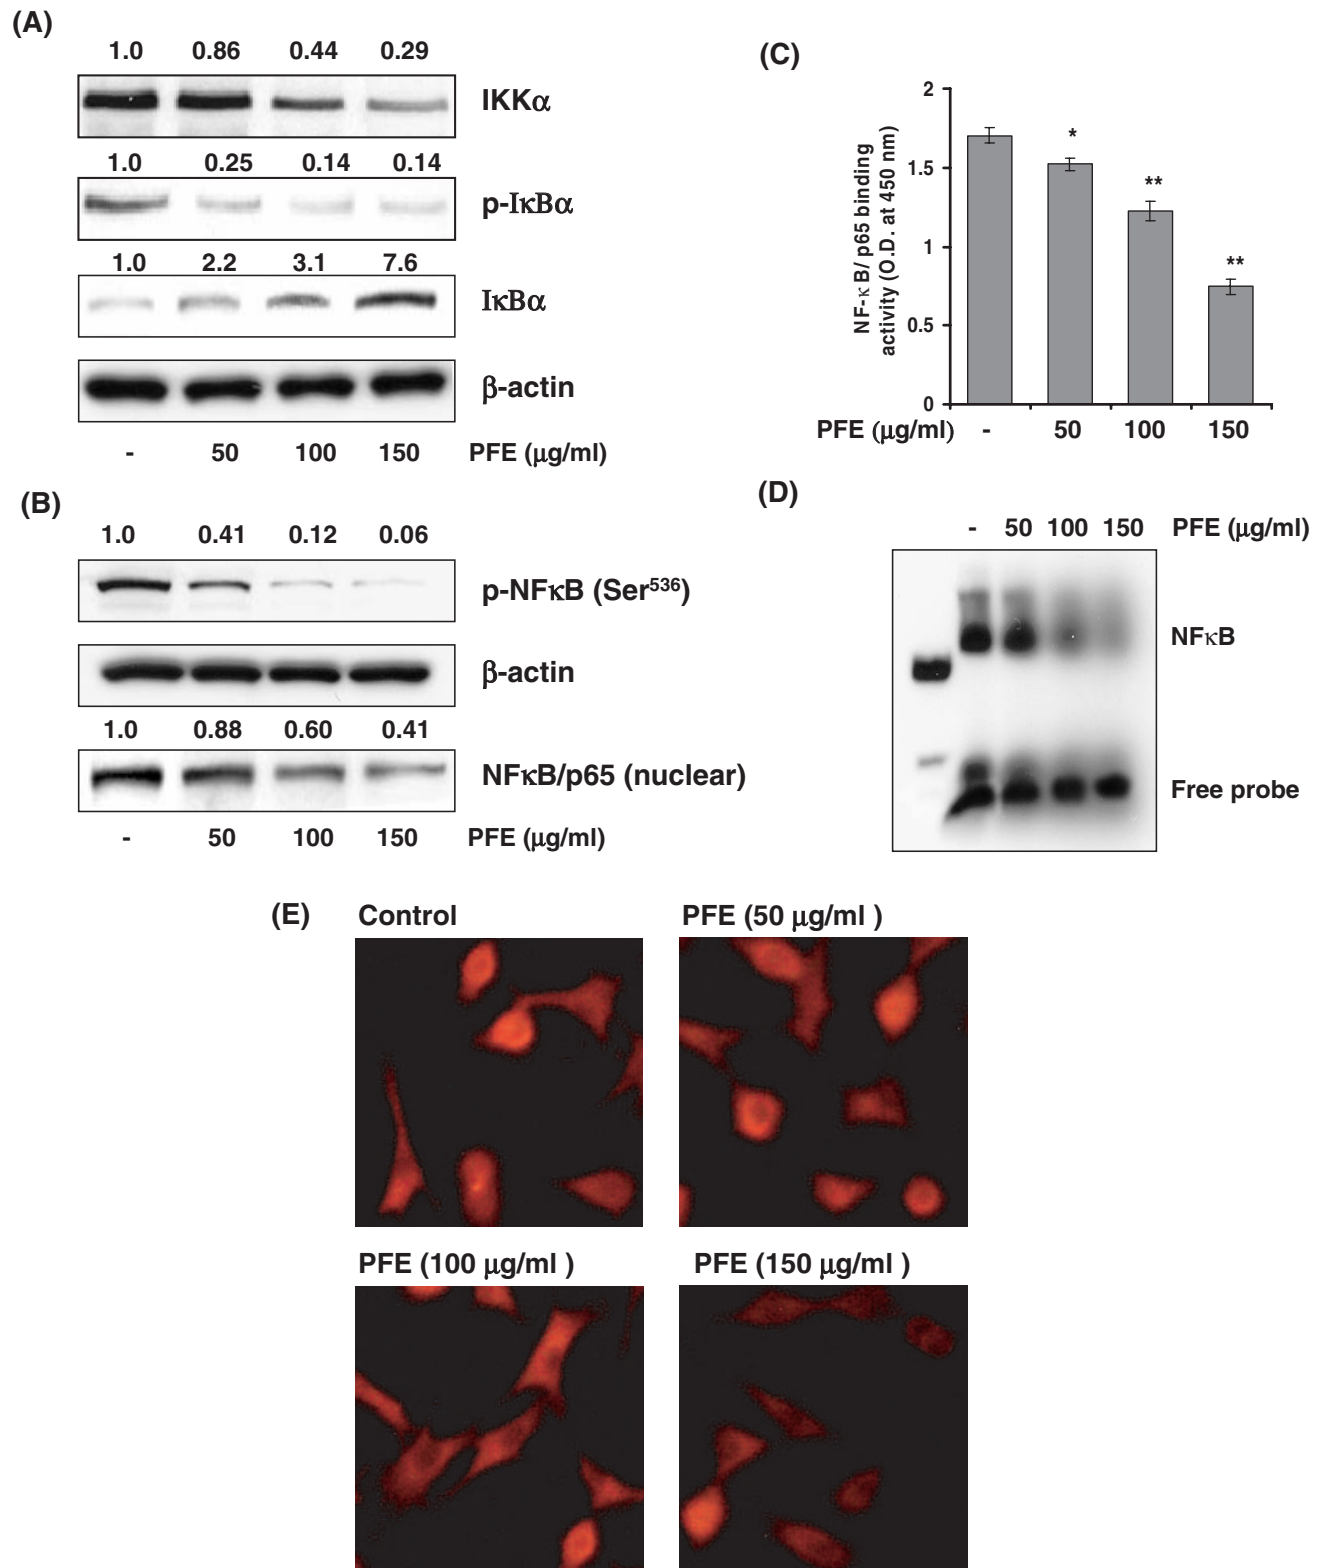 (A)
1.0 0.86 0.44 0.29
IKKα
1.0 0.25 0.14 0.14
p-IκBα
1.0 2.2 3.1 7.6
IκBα
β-actin
- 50 100 150 PFE (μg/ml)
(B)
1.0 0.41 0.12 0.06
p-NFκB (Ser⁵³⁶)
β-actin
1.0 0.88 0.60 0.41
NFκB/p65 (nuclear)
- 50 100 150 PFE (μg/ml)
(C)
NF-κ B/ p65 binding
activity (O.D. at 450 nm)
2
1.5
1
0.5
0
*
**
**
PFE (μg/ml) - 50 100 150
(D)
- 50 100 150 PFE (μg/ml)
NFκB
Free probe
(E)
Control
PFE (50 μg/ml )
PFE (100 μg/ml )
PFE (150 μg/ml )